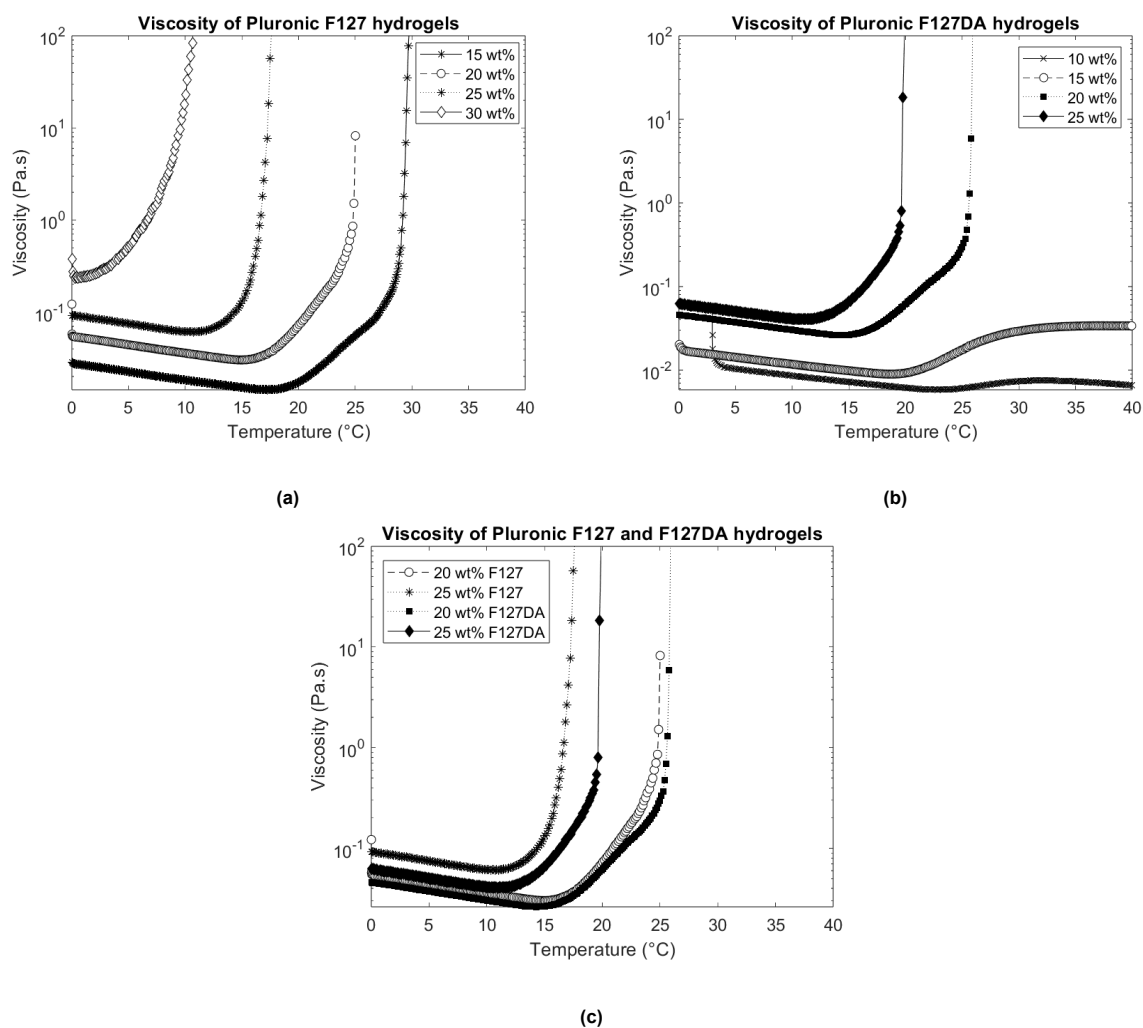 Viscosity of Pluronic F127 hydrogels
10²
10¹
10⁰
10⁻¹
Viscosity (Pa.s)
15 wt%
20 wt%
25 wt%
30 wt%
0 5 10 15 20 25 30 35 40
Temperature (°C)
(a)
Viscosity of Pluronic F127DA hydrogels
10²
10¹
10⁰
10⁻¹
10⁻²
Viscosity (Pa.s)
10 wt%
15 wt%
20 wt%
25 wt%
0 5 10 15 20 25 30 35 40
Temperature (°C)
(b)
Viscosity of Pluronic F127 and F127DA hydrogels
10²
10¹
10⁰
10⁻¹
Viscosity (Pa.s)
20 wt% F127
25 wt% F127
20 wt% F127DA
25 wt% F127DA
0 5 10 15 20 25 30 35 40
Temperature (°C)
(c)